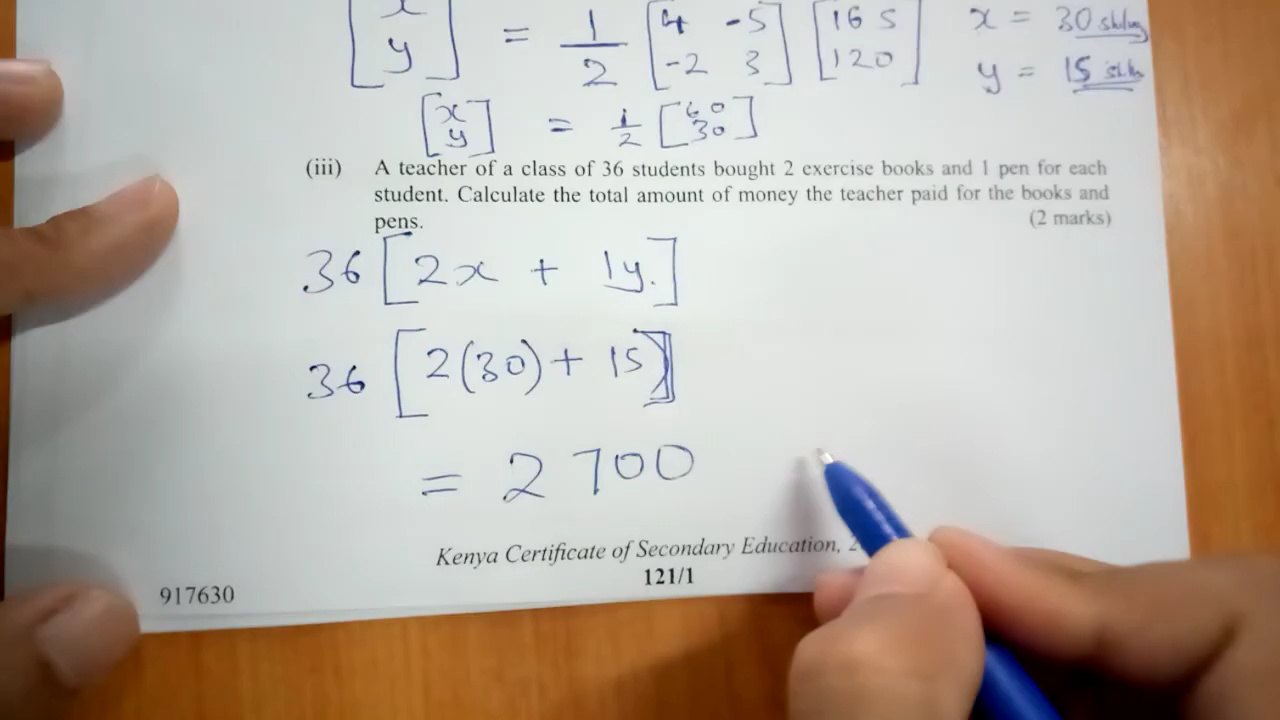 [x y] = 1/2 [4 -5 -2 3] [165 120] x = 30 
y = 15
[x y] = 1/2 [60 30]
(iii) A teacher of a class of 36 students bought 2 exercise books and 1 pen for each
student. Calculate the total amount of money the teacher paid for the books and
pens. (2 marks)
36 [2x + 1y.]
36 [2(30) + 15)]
= 2 700
Kenya Certificate of Secondary Education,
121/1
917630